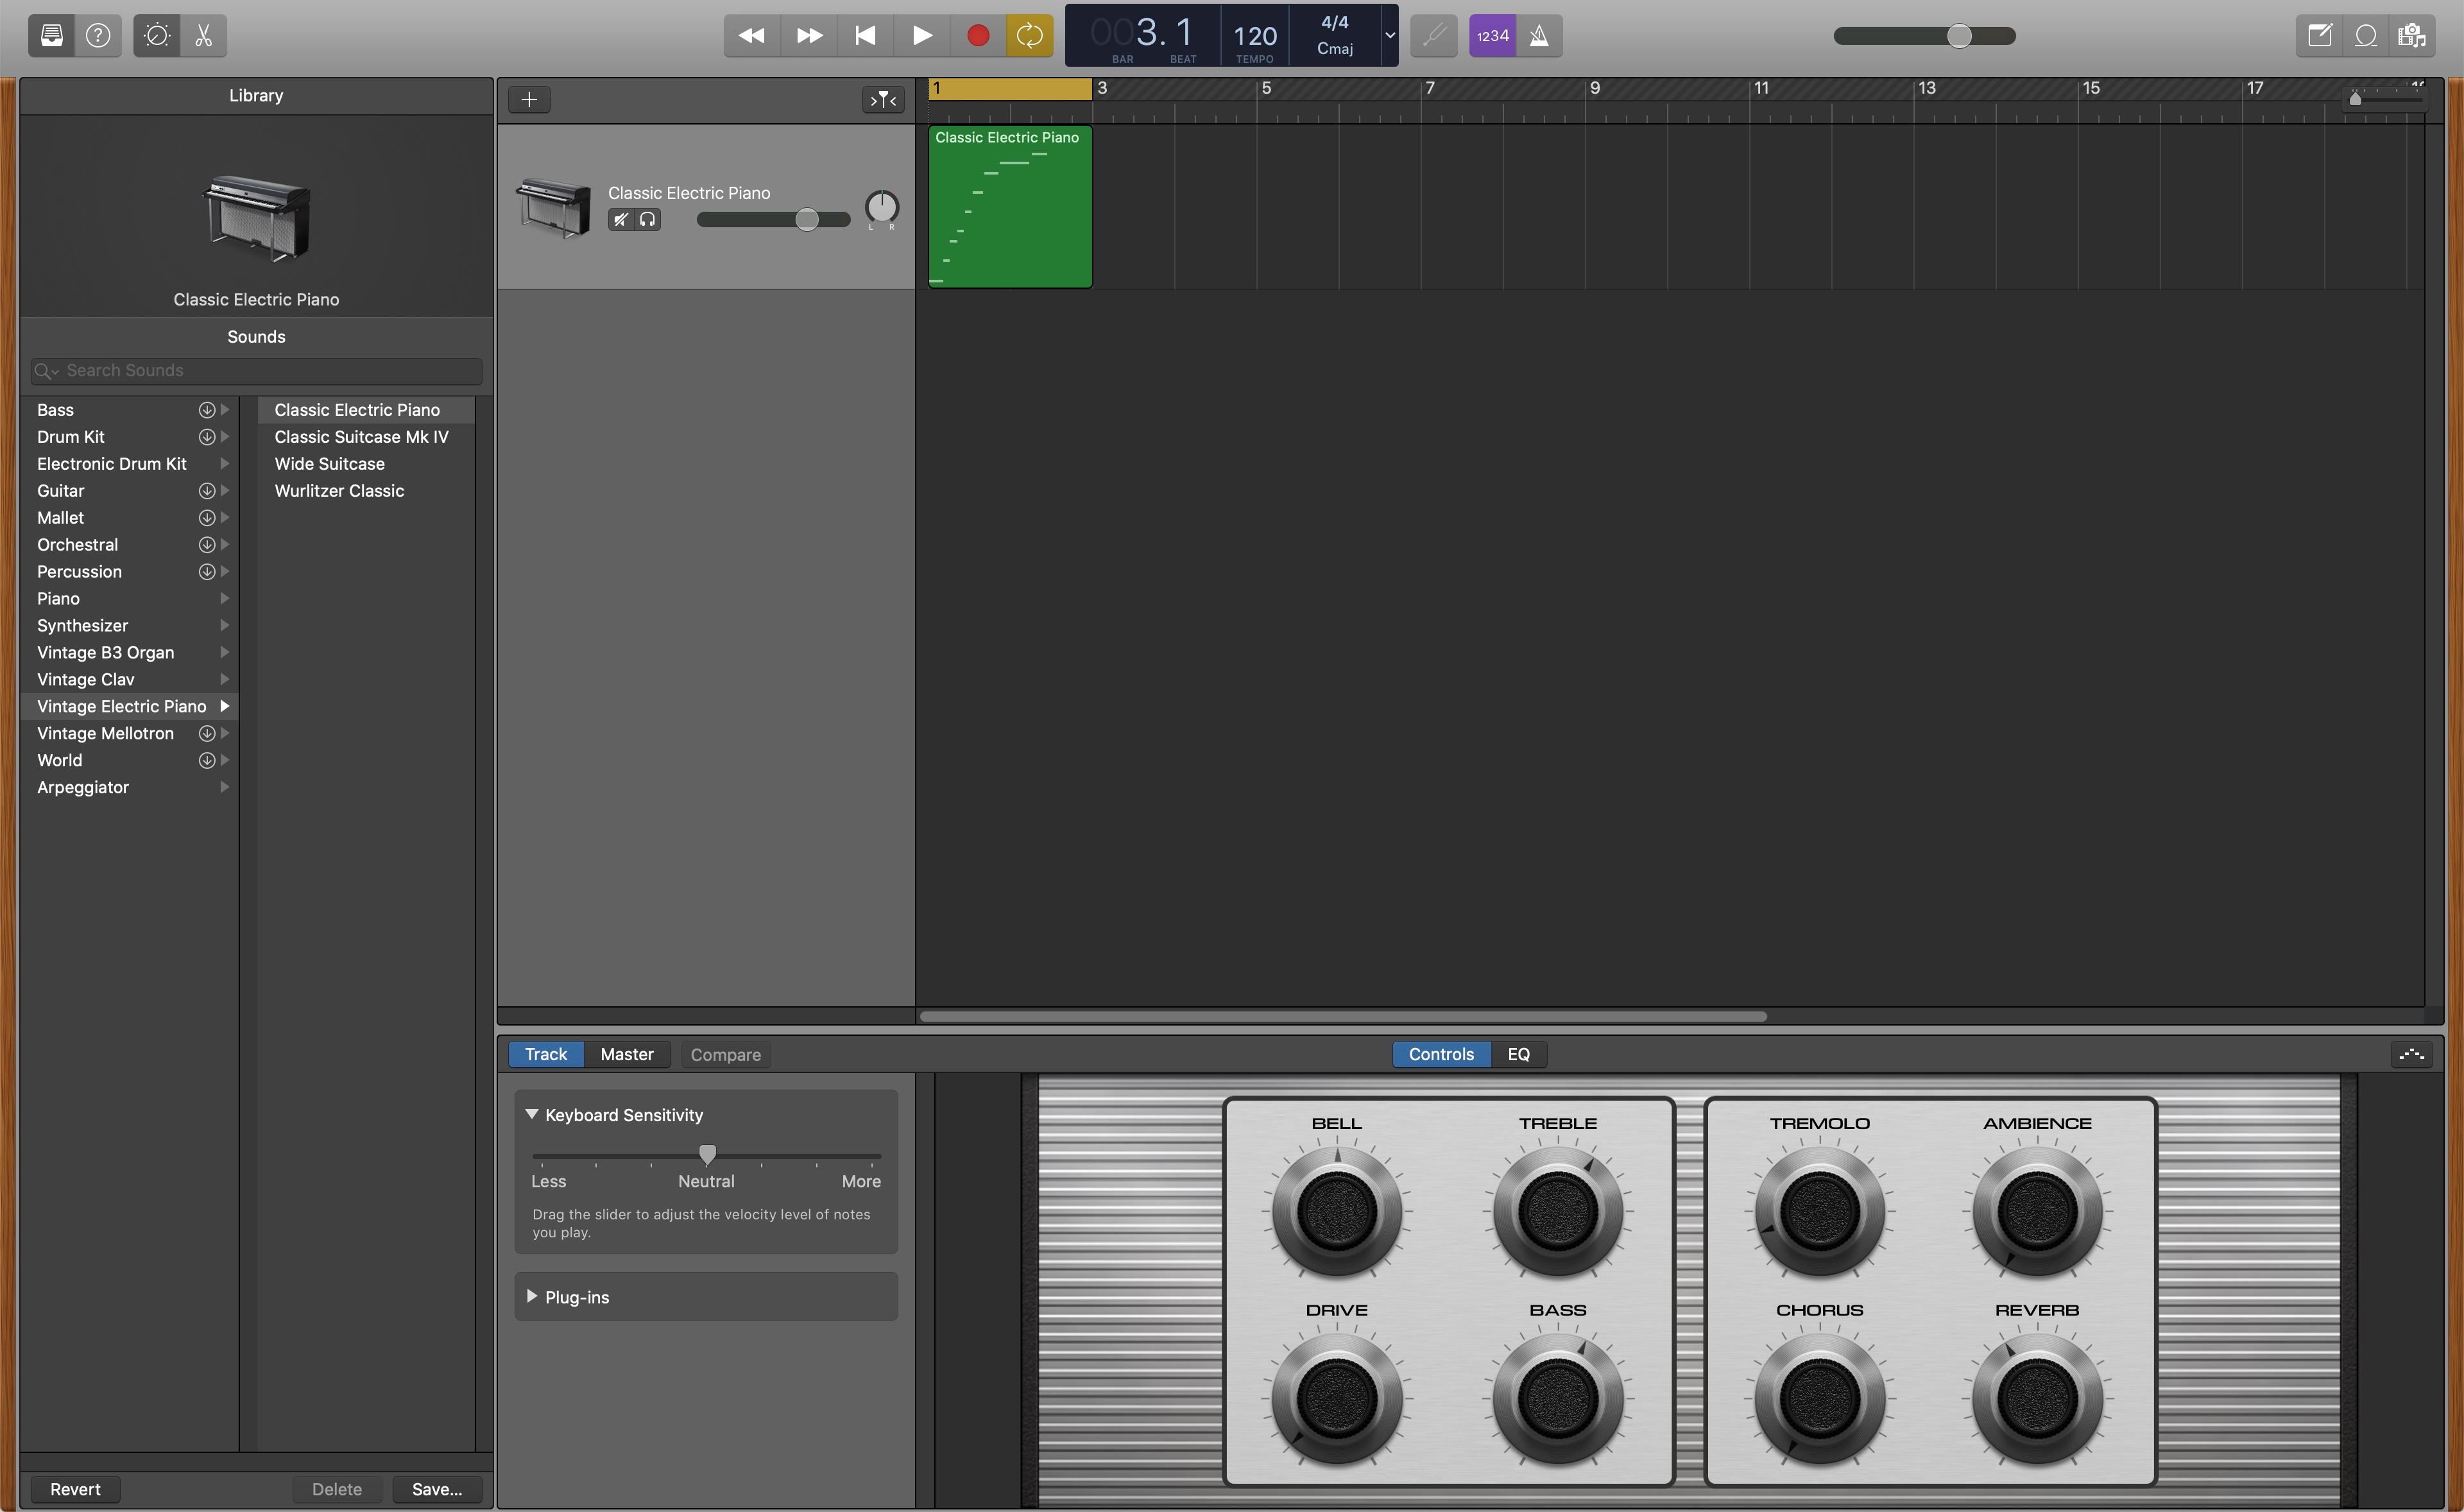 003. 1
BAR
BEAT
120
TEMPO
4/4
Cmaj
1234
Library
Classic Electric Piano
Sounds
Search Sounds
Bass
Drum Kit
Electronic Drum Kit
Guitar
Mallet
Orchestral
Percussion
Piano
Synthesizer
Vintage B3 Organ
Vintage Clav
Vintage Electric Piano
Vintage Mellotron
World
Arpeggiator
Classic Electric Piano
Classic Suitcase Mk IV
Wide Suitcase
Wurlitzer Classic
Revert
Delete
Save...
1 3 5 7 9 11 13 15 17
Classic Electric Piano
L R
Classic Electric Piano
Track
Master
Compare
Controls
EQ
Keyboard Sensitivity
Less
Neutral
More
Drag the slider to adjust the velocity level of notes
you play.
Plug-ins
BELL
TREBLE
TREMOLO
AMBIENCE
DRIVE
BASS
CHORUS
REVERB